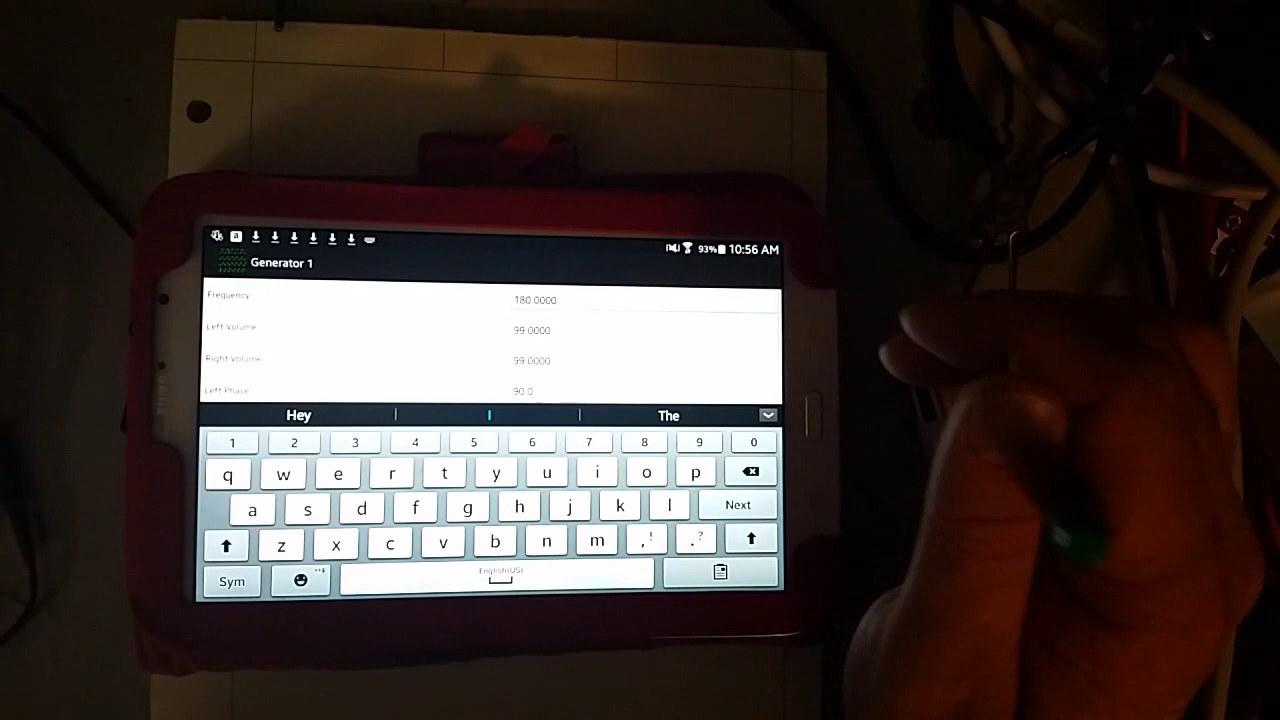 93% 10:56 AM
Generator 1
Frequency 180.0000
Left Volume 99.0000
Right Volume 99.0000
Left Phase 90.0
Hey The
1 2 3 4 5 6 7 8 9 0
q w e r t y u i o p
a s d f g h j k l Next
z x c v b n m ,! .?
Sym English(US)